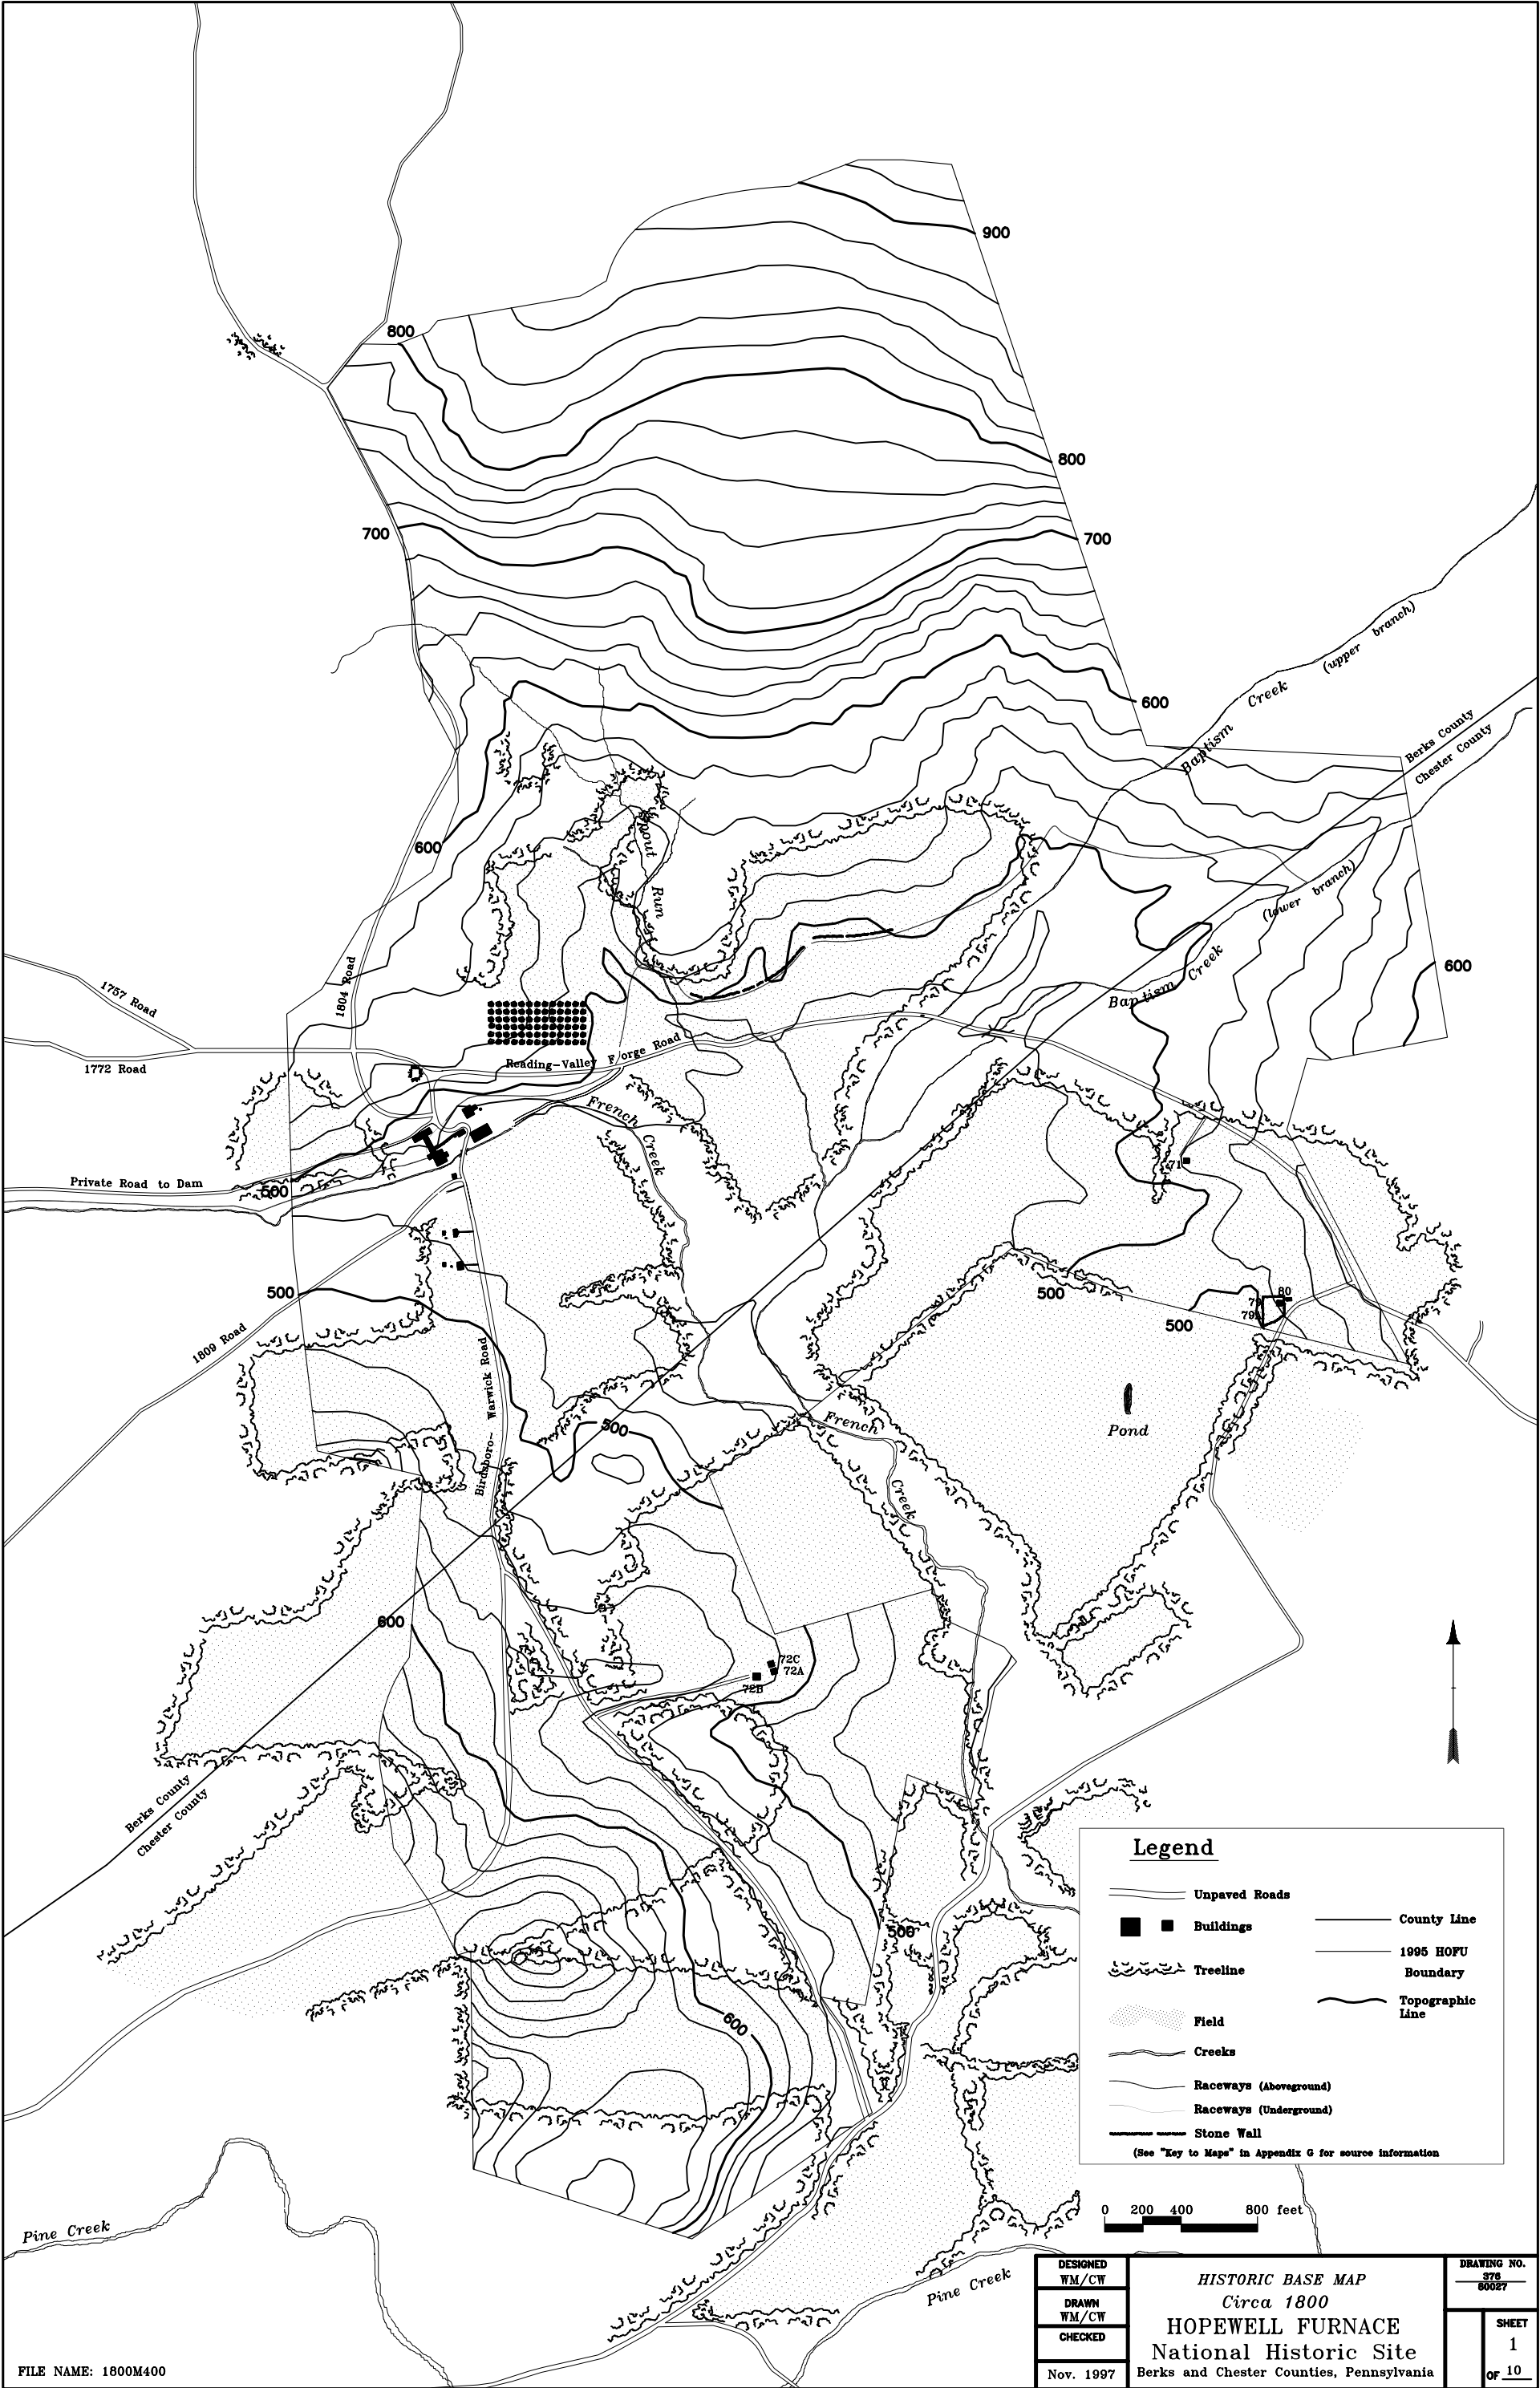 900
800
800
700
700
(upper branch)
Creek
600
Baptism
Berks County
Chester County
600
Trout
Run
(lower branch)
Baptism Creek
600
1757 Road
1804 Road
1772 Road
Reading-Valley Forge Road
French
Creek
Private Road to Dam
500
71
500
500
80
79A
500
1809 Road
Birdsboro- Warwick Road
500
French
Creek
Pond
600
72C
72A
72B
Berks County
Chester County
500
600
Pine Creek
Pine Creek
Legend
Unpaved Roads
Buildings
County Line
1995 HOFU
Boundary
Treeline
Topographic
Line
Field
Creeks
Raceways (Aboveground)
Raceways (Underground)
Stone Wall
(See "Key to Maps" in Appendix G for source information
0 200 400 800 feet
DESIGNED
WM/CW
DRAWN
WM/CW
CHECKED
Nov. 1997
HISTORIC BASE MAP
Circa 1800
HOPEWELL FURNACE
National Historic Site
Berks and Chester Counties, Pennsylvania
DRAWING NO.
376
80027
SHEET
1
OF 10
FILE NAME: 1800M400